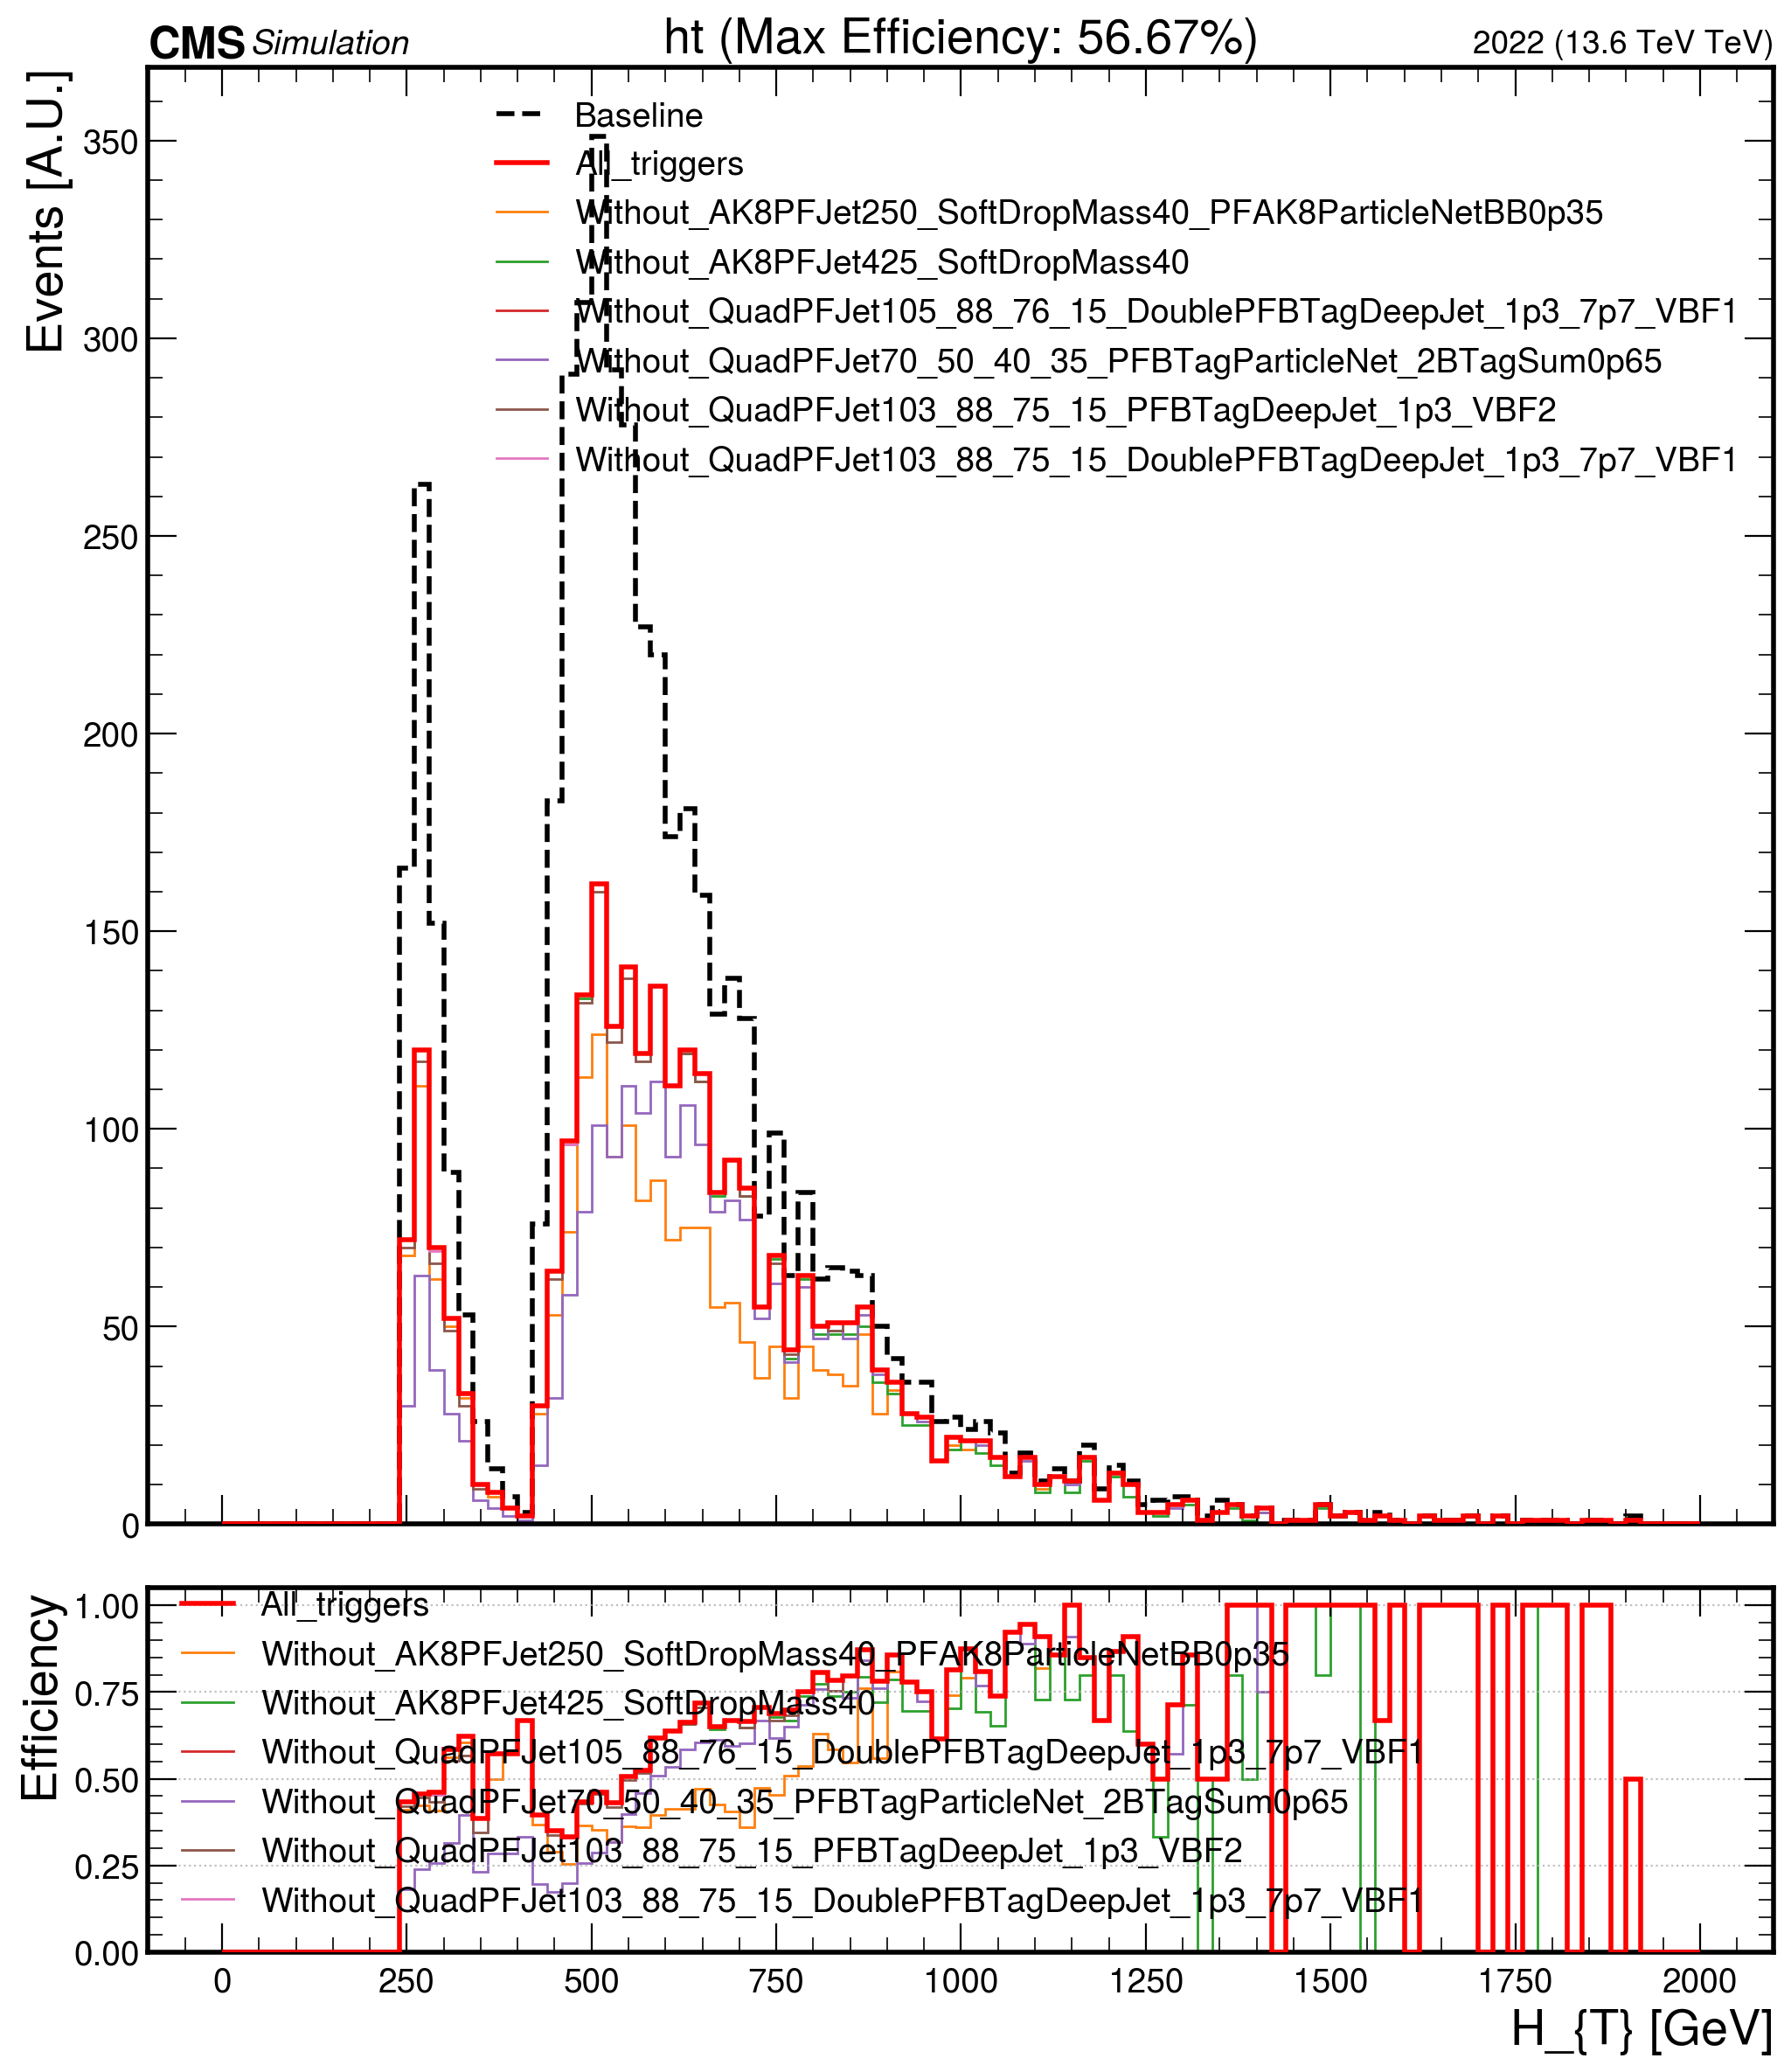 CMS Simulation ht (Max Efficiency: 56.67%) 2022 (13.6 TeV TeV)
Events [A.U.]
350
300
250
200
150
100
50
0
Baseline
All_triggers
Without_AK8PFJet250_SoftDropMass40_PFAK8ParticleNetBB0p35
Without_AK8PFJet425_SoftDropMass40
Without_QuadPFJet105_88_76_15_DoublePFBTagDeepJet_1p3_7p7_VBF1
Without_QuadPFJet70_50_40_35_PFBTagParticleNet_2BTagSum0p65
Without_QuadPFJet103_88_75_15_PFBTagDeepJet_1p3_VBF2
Without_QuadPFJet103_88_75_15_DoublePFBTagDeepJet_1p3_7p7_VBF1
Efficiency
1.00
0.75
0.50
0.25
0.00
All_triggers
Without_AK8PFJet250_SoftDropMass40_PFAK8ParticleNetBB0p35
Without_AK8PFJet425_SoftDropMass40
Without_QuadPFJet105_88_76_15_DoublePFBTagDeepJet_1p3_7p7_VBF1
Without_QuadPFJet70_50_40_35_PFBTagParticleNet_2BTagSum0p65
Without_QuadPFJet103_88_75_15_PFBTagDeepJet_1p3_VBF2
Without_QuadPFJet103_88_75_15_DoublePFBTagDeepJet_1p3_7p7_VBF1
0 250 500 750 1000 1250 1500 1750 2000
H_{T} [GeV]